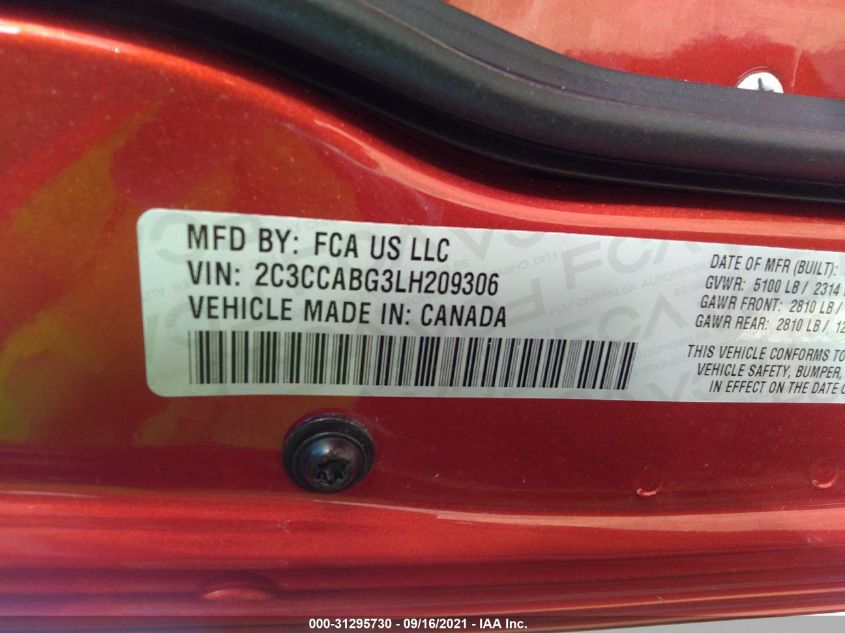 MFD BY: FCA US LLC
VIN: 2C3CCABG3LH209306
VEHICLE MADE IN: CANADA
DATE OF MFR (BUILT):
GVWR: 5100 LB / 2314
GAWR FRONT: 2810 LB /
GAWR REAR: 2810 LB / 12
THIS VEHICLE CONFORMS TO
VEHICLE SAFETY, BUMPER,
IN EFFECT ON THE DATE O
000-31295730 - 09/16/2021 - IAA Inc.